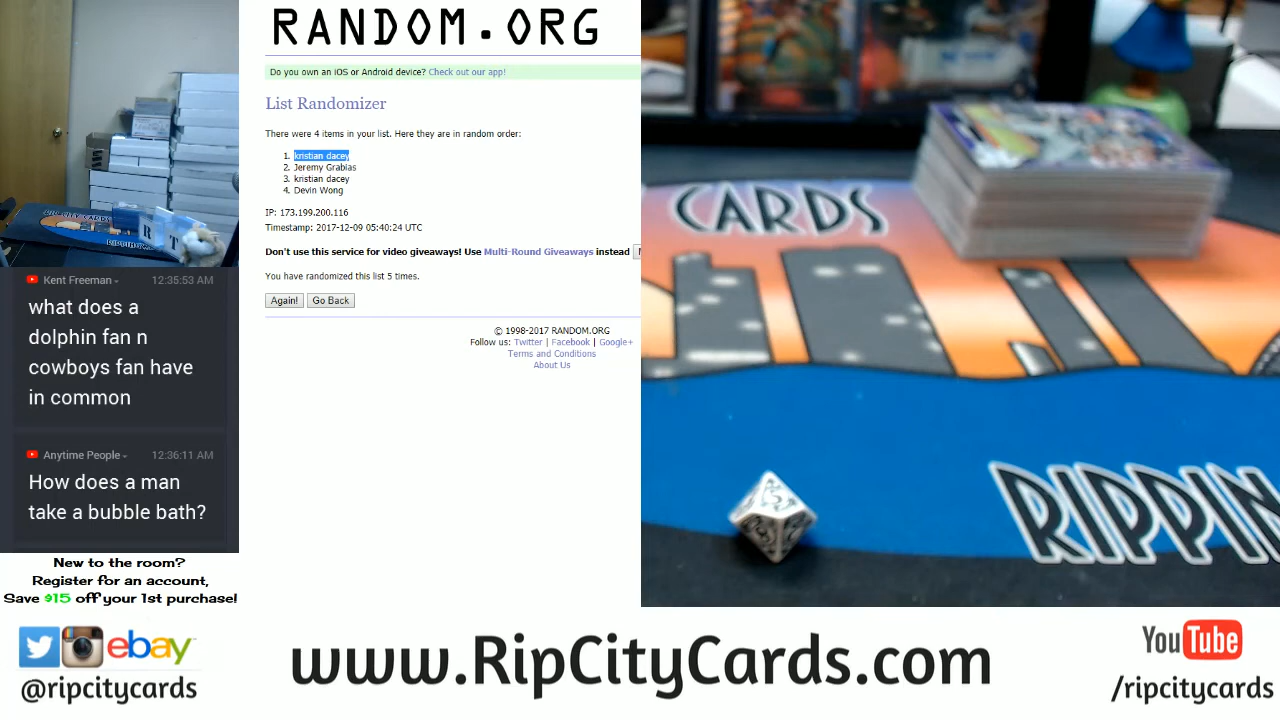 RANDOM.ORG
Do you own an iOS or Android device? Check out our app!
List Randomizer
There were 4 items in your list. Here they are in random order:
1. kristian dacey
2. Jeremy Grabias
3. kristian dacey
4. Devin Wong
IP: 173.199.200.116
Timestamp: 2017-12-09 05:40:24 UTC
Don't use this service for video giveaways! Use Multi-Round Giveaways instead
You have randomized this list 5 times.
Again! Go Back
© 1998-2017 RANDOM.ORG
Follow us: Twitter | Facebook | Google+
Terms and Conditions
About Us
RIP CITY CARDS
RIPPIN
R T
Kent Freeman 12:35:53 AM
what does a
dolphin fan n
cowboys fan have
in common
Anytime People 12:36:11 AM
How does a man
take a bubble bath?
New to the room?
Register for an account,
Save $15 off your 1st purchase!
CARDS
5
RIPPIN
ebay
@ripcitycards
www.RipCityCards.com
YouTube
/ripcitycards